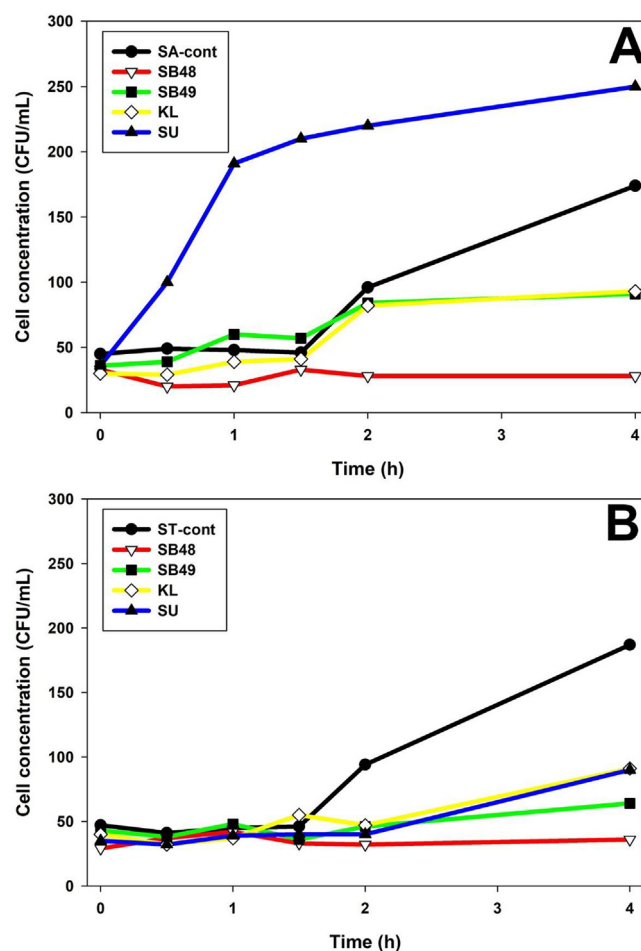 A
SA-cont
SB48
SB49
KL
SU
Cell concentration (CFU/mL)
300
250
200
150
100
50
0
0 1 2 3 4
Time (h)
B
ST-cont
SB48
SB49
KL
SU
Cell concentration (CFU/mL)
300
250
200
150
100
50
0
0 1 2 3 4
Time (h)